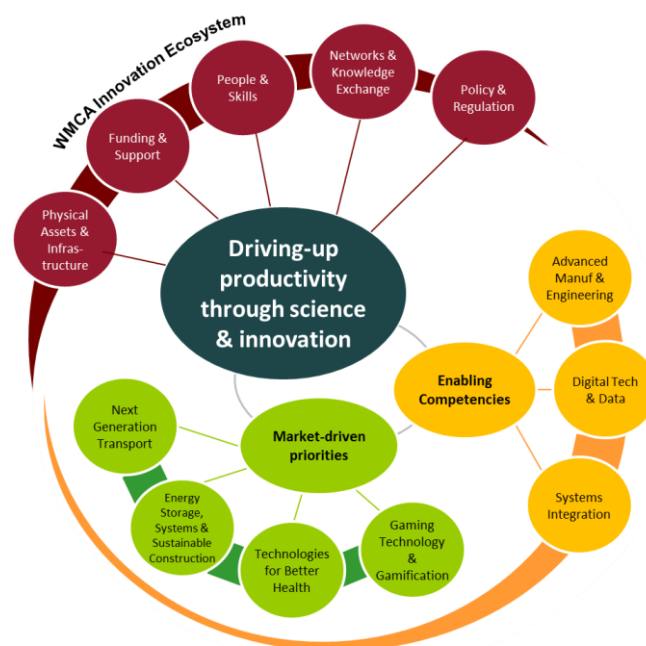 WMCA Innovation Ecosystem
Physical
Assets &
Infras-
tructure
Funding &
Support
People &
Skills
Networks &
Knowledge
Exchange
Policy &
Regulation
Driving-up
productivity
through science
& innovation
Advanced
Manuf &
Engineering
Digital Tech
& Data
Systems
Integration
Enabling
Competencies
Market-driven
priorities
Next
Generation
Transport
Energy
Storage,
Systems &
Sustainable
Construction
Technologies
for Better
Health
Gaming
Technology
&
Gamification